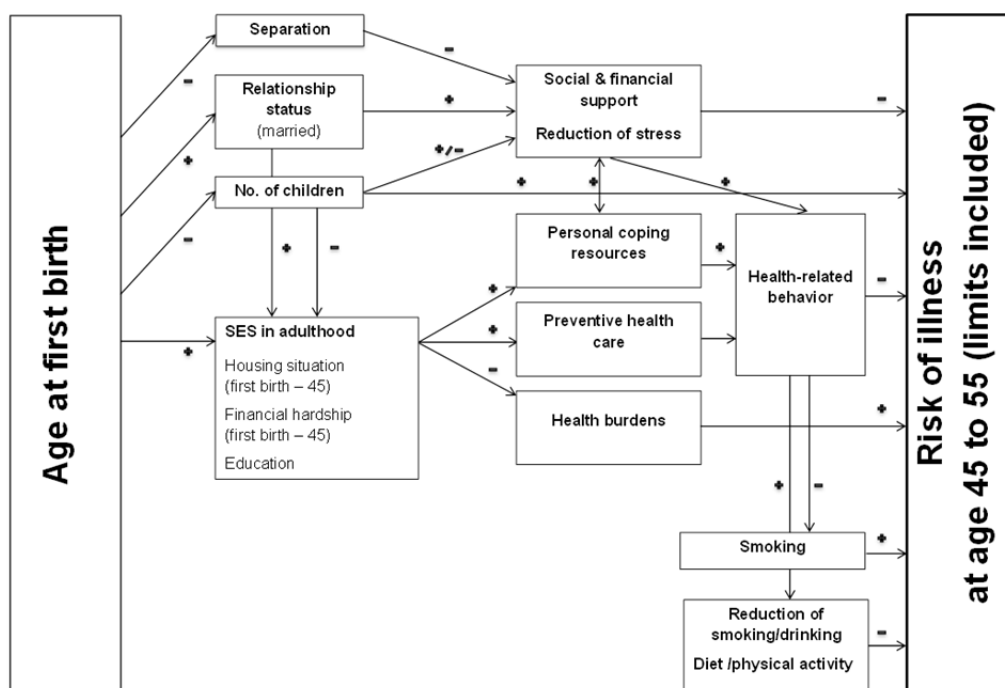 Age at first birth
Separation
Relationship
status
(married)
No. of children
SES in adulthood
Housing situation
(first birth – 45)
Financial hardship
(first birth – 45)
Education
Social & financial
support
Reduction of stress
Personal coping
resources
Preventive health
care
Health burdens
Health-related
behavior
Smoking
Reduction of
smoking/drinking
Diet /physical activity
Risk of illness
at age 45 to 55 (limits included)
-
+
-
+
-
+
+/-
+
-
+
+
-
+
+
+
+
-
-
+
+
-
+
-